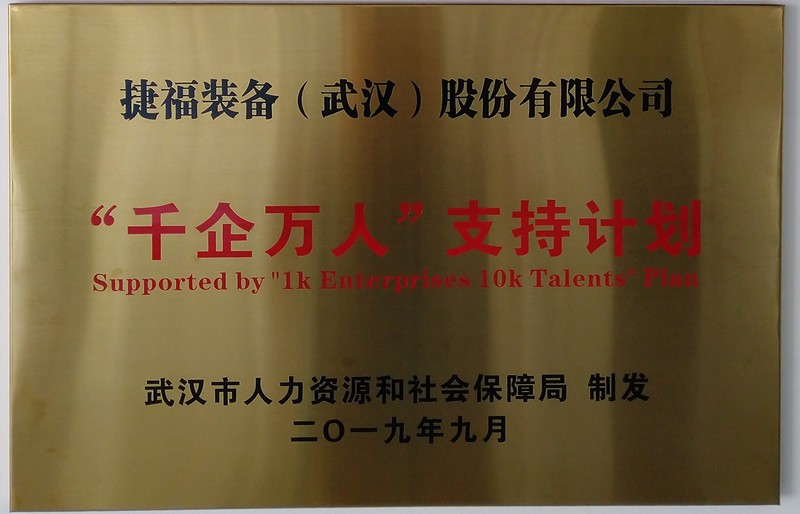 捷福装备（武汉）股份有限公司
“千企万人”支持计划
Supported by "1k Enterprises 10k Talents" Plan
武汉市人力资源和社会保障局 制发
二〇一九年九月